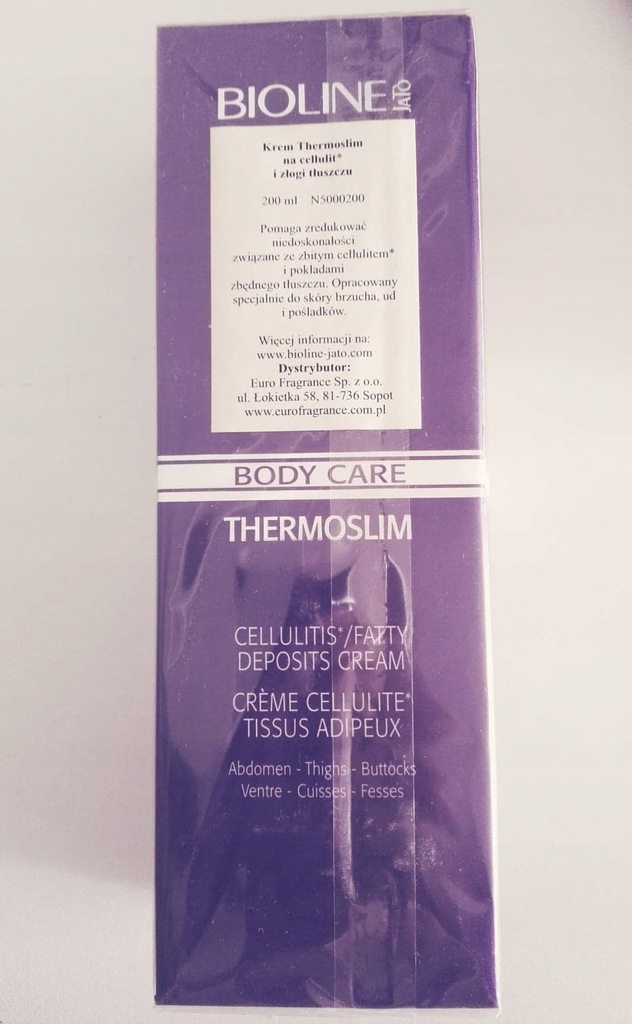 BIOLINE JATO
Krem Thermoslim
na cellulit*
i złogi tłuszczu
200 ml N5000200
Pomaga zredukować
niedoskonałości
związane ze zbitym cellulitem*
i pokładami
zbędnego tłuszczu. Opracowany
specjalnie do skóry brzucha, ud
i pośladków.
Więcej informacji na:
www.bioline-jato.com
Dystrybutor:
Euro Fragrance Sp. z o.o.
ul. Łokietka 58, 81-736 Sopot
www.eurofragrance.com.pl
BODY CARE
THERMOSLIM
CELLULITIS*/FATTY
DEPOSITS CREAM
CRÈME CELLULITE*
TISSUS ADIPEUX
Abdomen - Thighs - Buttocks
Ventre - Cuisses - Fesses